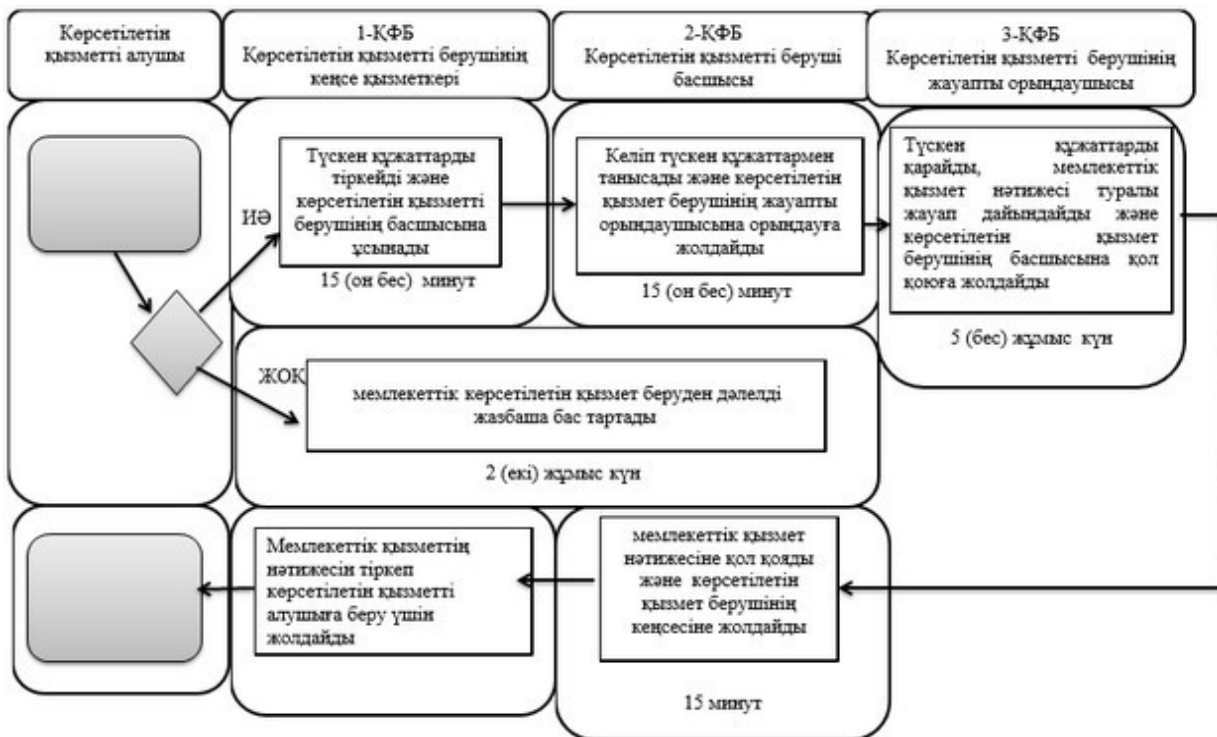 Көрсетілетін
қызметті алушы
1-ҚФБ
Көрсетілетін қызметті берушінің
кеңсе қызметкері
2-ҚФБ
Көрсетілетін қызметті беруші
басшысы
3-ҚФБ
Көрсетілетін қызметті берушінің
жауапты орындаушысы
Түскен құжаттарды
тіркейді және
көрсетілетін қызметті
берушінің басшысына
ұсынады
15 (он бес) минут
ИӘ
Келіп түскен құжаттармен
танысады және көрсетілетін
қызмет берушінің жауапты
орындаушысына орындауға
жолдайды
15 (он бес) минут
Түскен құжаттарды
қарайды, мемлекеттік
қызмет нәтижесі туралы
жауап дайындайды және
көрсетілетін қызмет
берушінің басшысына қол
қоюға жолдайды
5 (бес) жұмыс күн
ЖОҚ
мемлекеттік көрсетілетін қызмет беруден дәлелді
жазбаша бас тартады
2 (екі) жұмыс күн
Мемлекеттік қызметтің
нәтижесін тіркеп
көрсетілетін қызметті
алушыға беру үшін
жолдайды
мемлекеттік қызмет
нәтижесіне қол қояды
және көрсетілетін
қызмет берушінің
кеңсесіне жолдайды
15 минут